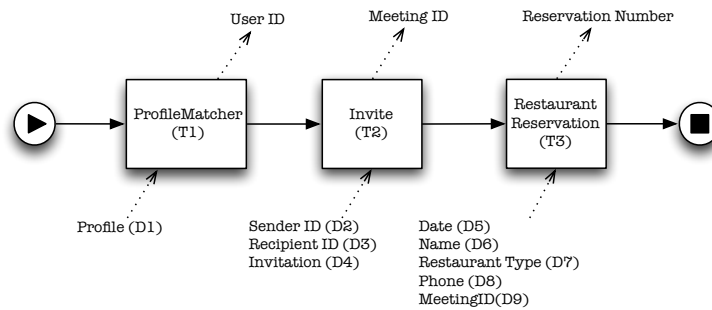 User ID
Meeting ID
Reservation Number
ProfileMatcher
(T1)
Invite
(T2)
Restaurant
Reservation
(T3)
Profile (D1)
Sender ID (D2)
Recipient ID (D3)
Invitation (D4)
Date (D5)
Name (D6)
Restaurant Type (D7)
Phone (D8)
MeetingID(D9)